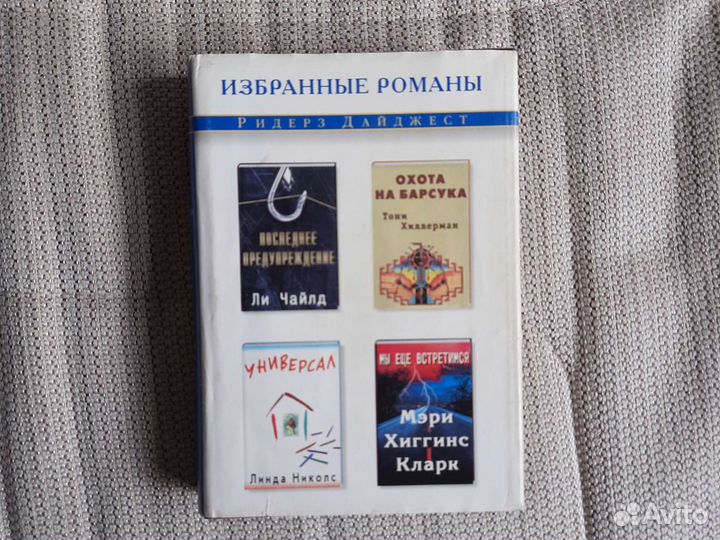 ИЗБРАННЫЕ РОМАНЫ
РИДЕРЗ ДАЙДЖЕСТ
ПОСЛЕДНЕЕ
ПРЕДУПРЕЖДЕНИЕ
Ли Чайлд
ОХОТА
НА БАРСУКА
Тони
Хиллерман
УНИВЕРСАЛ
Линда Николс
МЫ ЕЩЕ ВСТРЕТИМСЯ
Мэри
Хиггинс
Кларк
Avito